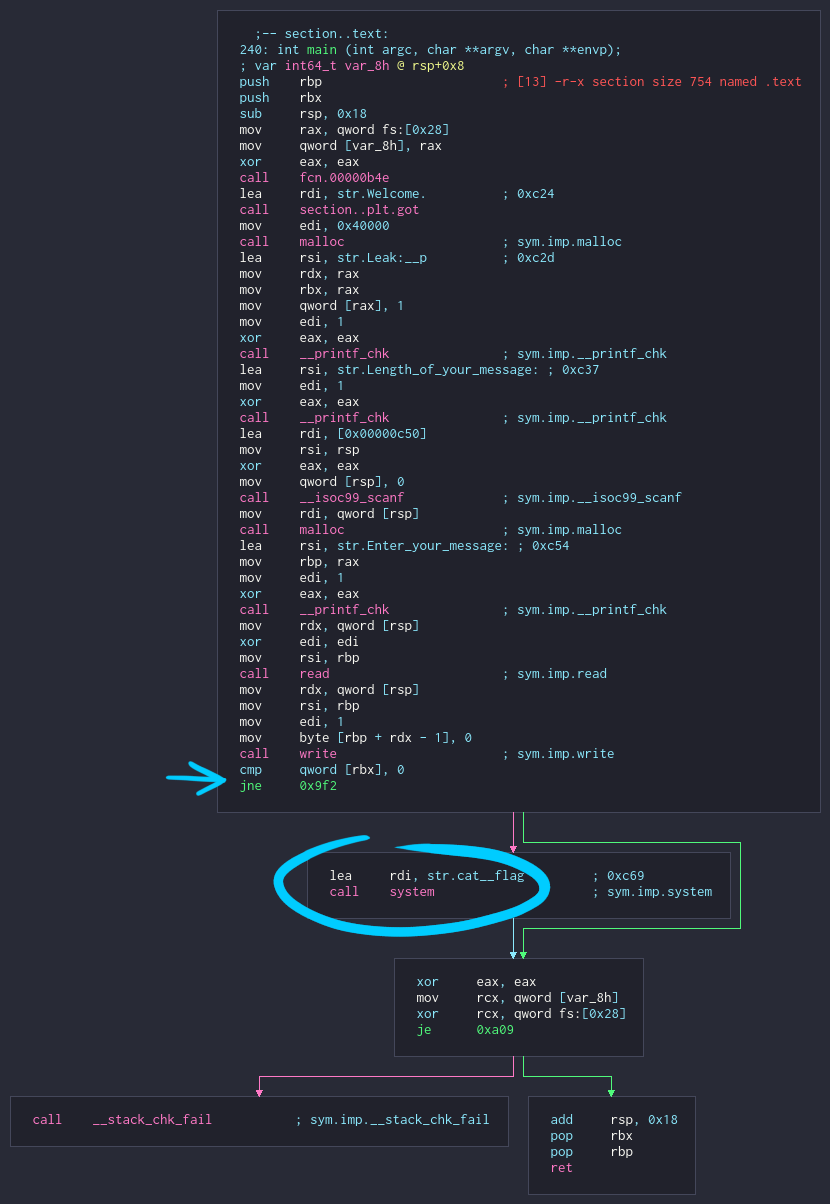 ;-- section..text:
240: int main (int argc, char **argv, char **envp);
; var int64_t var_8h @ rsp+0x8
push rbp ; [13] -r-x section size 754 named .text
push rbx
sub rsp, 0x18
mov rax, qword fs:[0x28]
mov qword [var_8h], rax
xor eax, eax
call fcn.00000b4e
lea rdi, str.Welcome. ; 0xc24
call section..plt.got
mov edi, 0x40000
call malloc ; sym.imp.malloc
lea rsi, str.Leak:__p ; 0xc2d
mov rdx, rax
mov rbx, rax
mov qword [rax], 1
mov edi, 1
xor eax, eax
call __printf_chk ; sym.imp.__printf_chk
lea rsi, str.Length_of_your_message: ; 0xc37
mov edi, 1
xor eax, eax
call __printf_chk ; sym.imp.__printf_chk
lea rdi, [0x00000c50]
mov rsi, rsp
xor eax, eax
mov qword [rsp], 0
call __isoc99_scanf ; sym.imp.__isoc99_scanf
mov rdi, qword [rsp]
call malloc ; sym.imp.malloc
lea rsi, str.Enter_your_message: ; 0xc54
mov rbp, rax
mov edi, 1
xor eax, eax
call __printf_chk ; sym.imp.__printf_chk
mov rdx, qword [rsp]
xor edi, edi
mov rsi, rbp
call read ; sym.imp.read
mov rdx, qword [rsp]
mov rsi, rbp
mov edi, 1
mov byte [rbp + rdx - 1], 0
call write ; sym.imp.write
cmp qword [rbx], 0
jne 0x9f2
lea rdi, str.cat__flag ; 0xc69
call system ; sym.imp.system
xor eax, eax
mov rcx, qword [var_8h]
xor rcx, qword fs:[0x28]
je 0xa09
call __stack_chk_fail ; sym.imp.__stack_chk_fail
add rsp, 0x18
pop rbx
pop rbp
ret